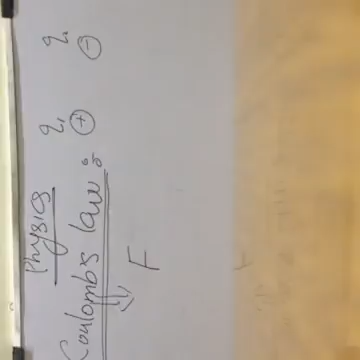 Physics
Coulomb's law:
q₁ q₂
⊕ ⊖
⇒ F